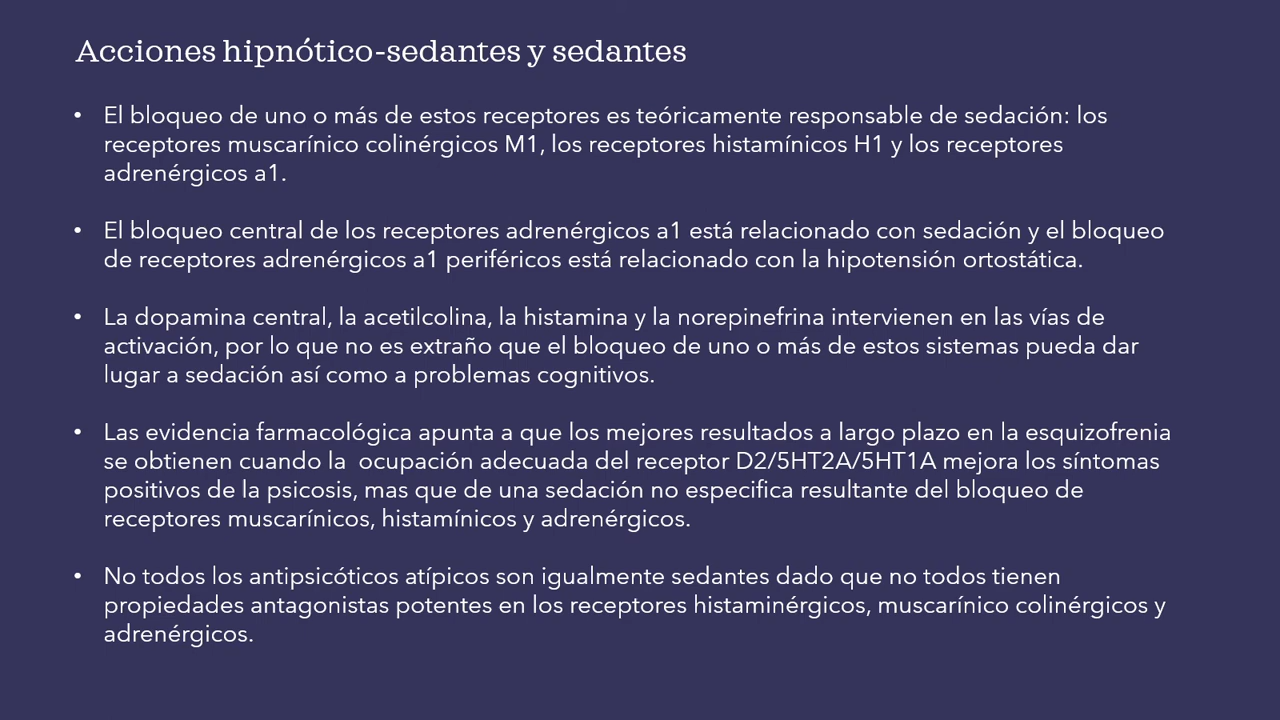 Acciones hipnótico-sedantes y sedantes
• El bloqueo de uno o más de estos receptores es teóricamente responsable de sedación: los
receptores muscarínico colinérgicos M1, los receptores histamínicos H1 y los receptores
adrenérgicos a1.
• El bloqueo central de los receptores adrenérgicos a1 está relacionado con sedación y el bloqueo
de receptores adrenérgicos a1 periféricos está relacionado con la hipotensión ortostática.
• La dopamina central, la acetilcolina, la histamina y la norepinefrina intervienen en las vías de
activación, por lo que no es extraño que el bloqueo de uno o más de estos sistemas pueda dar
lugar a sedación así como a problemas cognitivos.
• Las evidencia farmacológica apunta a que los mejores resultados a largo plazo en la esquizofrenia
se obtienen cuando la  ocupación adecuada del receptor D2/5HT2A/5HT1A mejora los síntomas
positivos de la psicosis, mas que de una sedación no especifica resultante del bloqueo de
receptores muscarínicos, histamínicos y adrenérgicos.
• No todos los antipsicóticos atípicos son igualmente sedantes dado que no todos tienen
propiedades antagonistas potentes en los receptores histaminérgicos, muscarínico colinérgicos y
adrenérgicos.